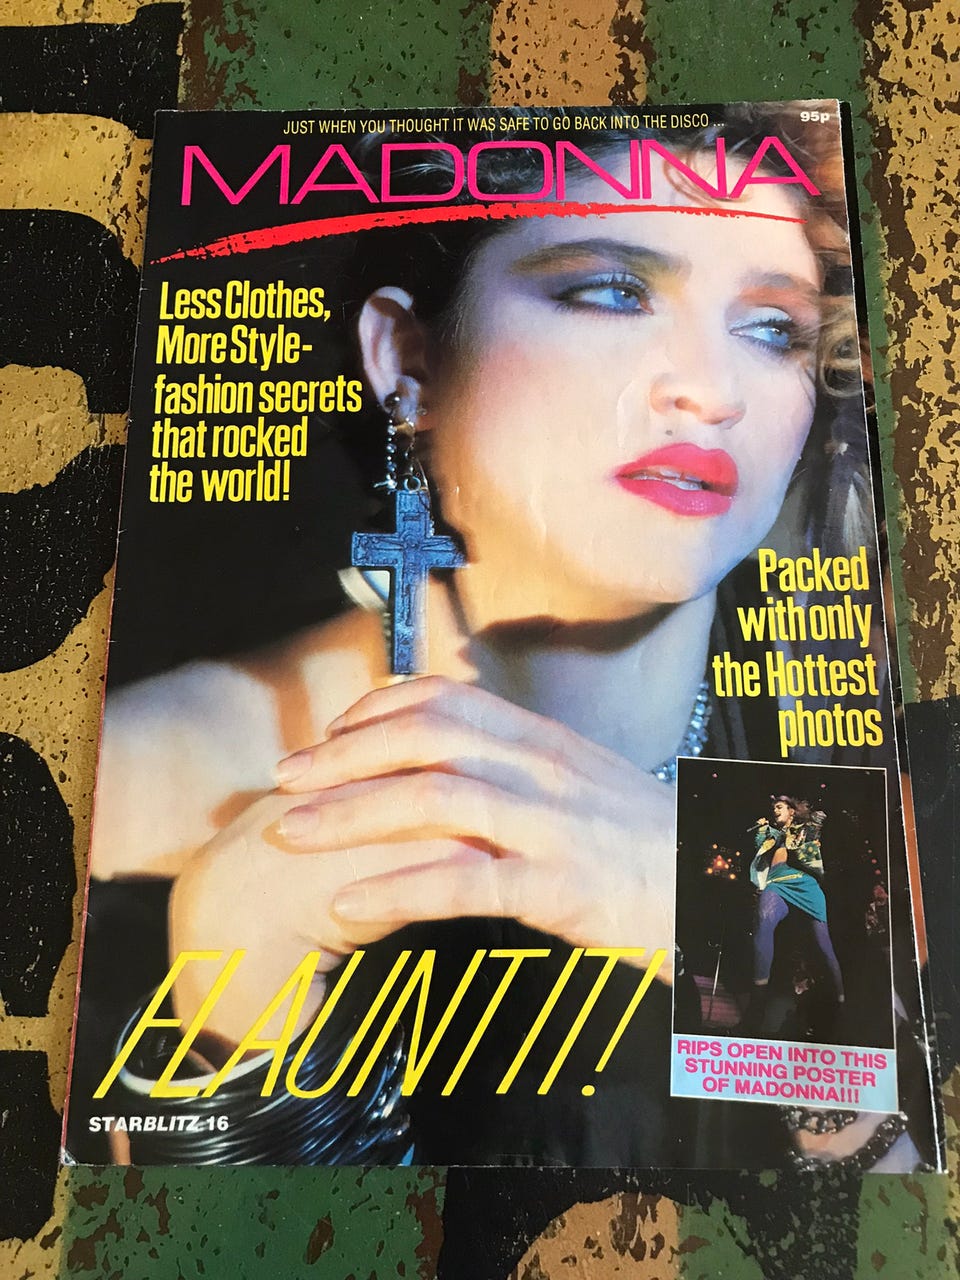 JUST WHEN YOU THOUGHT IT WAS SAFE TO GO BACK INTO THE DISCO ...
95p
MADONNA
Less Clothes,
More Style-
fashion secrets
that rocked
the world!
Packed
with only
the Hottest
photos
FLAUNT IT!
RIPS OPEN INTO THIS
STUNNING POSTER
OF MADONNA!!!
STARBLITZ 16